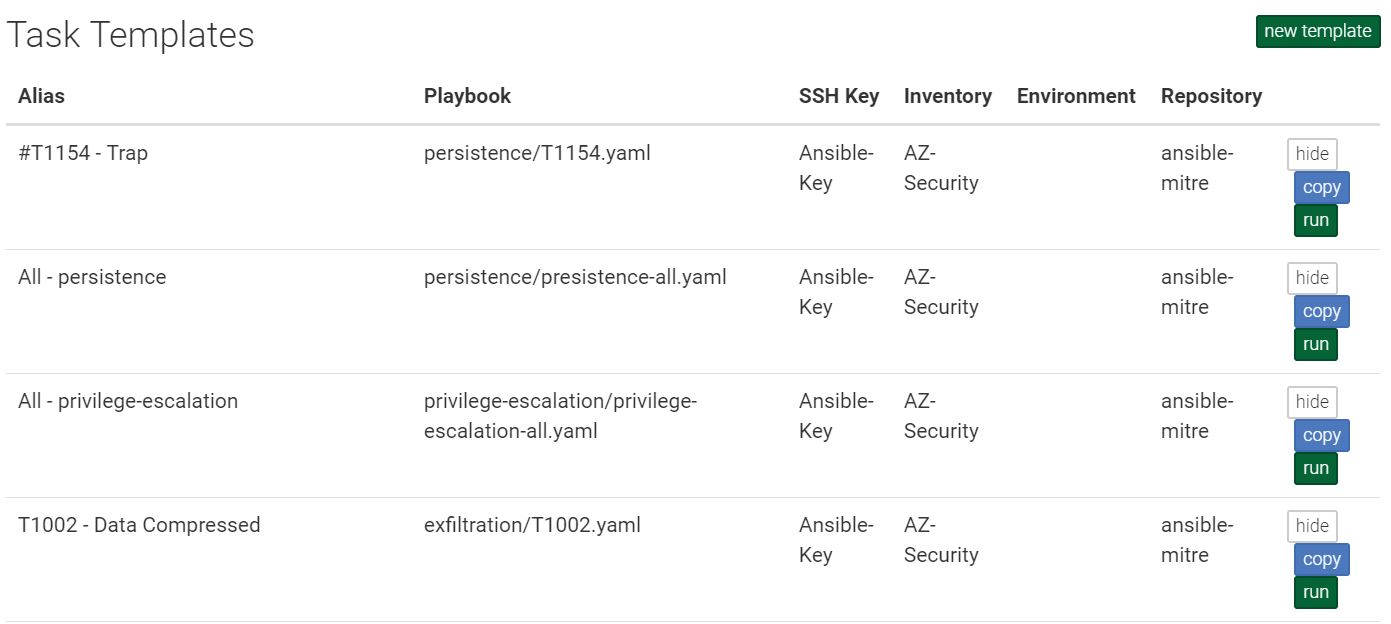 Task Templates
new template
Alias Playbook SSH Key Inventory Environment Repository
#T1154 - Trap persistence/T1154.yaml Ansible- AZ- ansible- hide
Key Security mitre copy
run
All - persistence persistence/presistence-all.yaml Ansible- AZ- ansible- hide
Key Security mitre copy
run
All - privilege-escalation privilege-escalation/privilege- Ansible- AZ- ansible- hide
escalation-all.yaml Key Security mitre copy
run
T1002 - Data Compressed exfiltration/T1002.yaml Ansible- AZ- ansible- hide
Key Security mitre copy
run